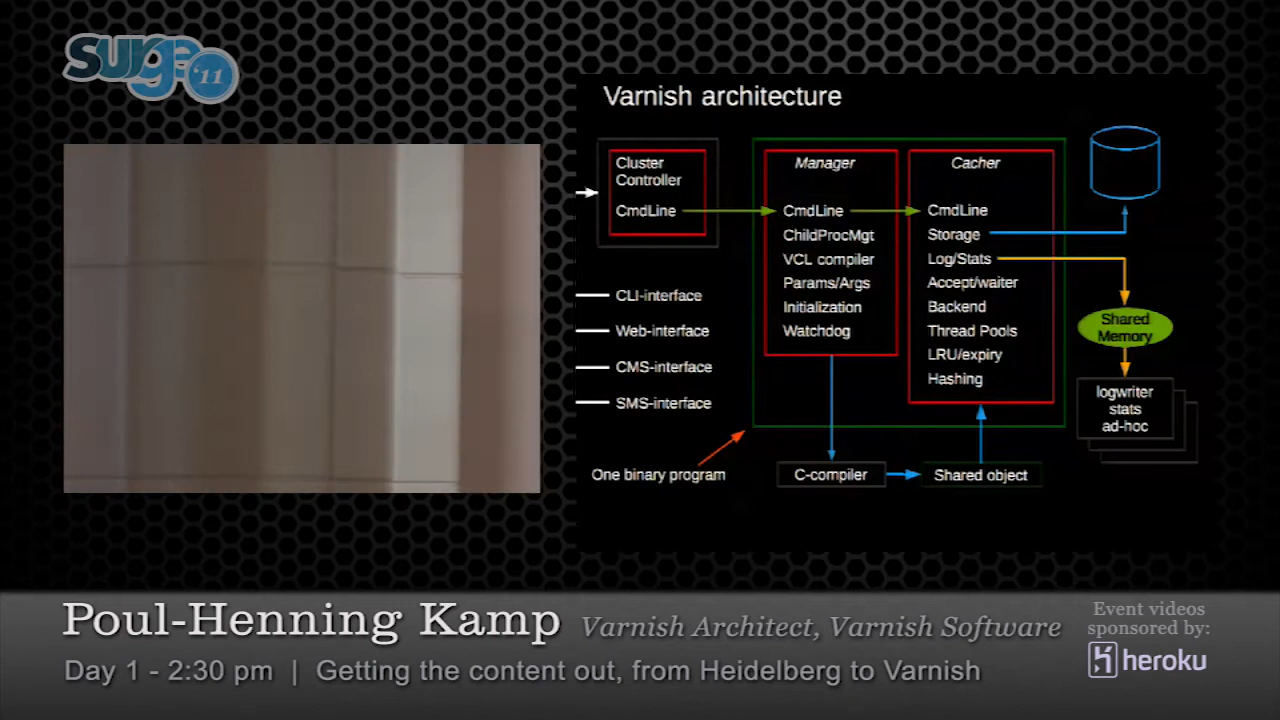 surge '11
Varnish architecture
Cluster
Controller
CmdLine
Manager
CmdLine
ChildProcMgt
VCL compiler
Params/Args
Initialization
Watchdog
Cacher
CmdLine
Storage
Log/Stats
Accept/waiter
Backend
Thread Pools
LRU/expiry
Hashing
Shared
Memory
logwriter
stats
ad-hoc
CLI-interface
Web-interface
CMS-interface
SMS-interface
One binary program
C-compiler
Shared object
Poul-Henning Kamp Varnish Architect, Varnish Software
Day 1 - 2:30 pm | Getting the content out, from Heidelberg to Varnish
Event videos
sponsored by:
heroku